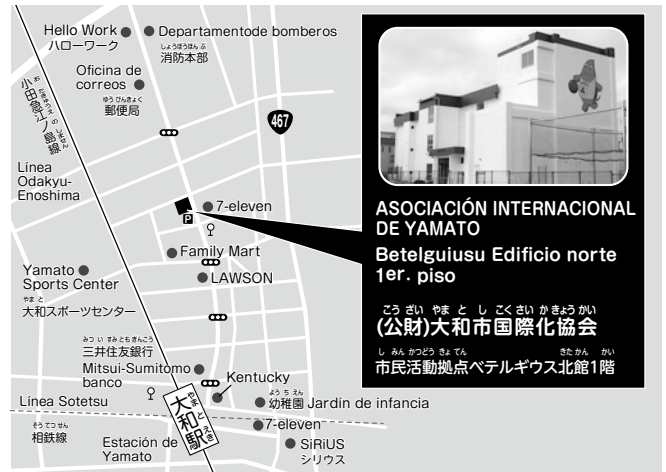 Hello Work
ハローワーク
Departamentode bomberos
しょうぼうほんぶ
消防本部
Oficina de
correos
ゆうびんきょく
郵便局
おだきゅうえのしません
小田急江ノ島線
467
Línea
Odakyu-
Enoshima
7-eleven
P
Family Mart
LAWSON
Yamato
Sports Center
やまと
大和スポーツセンター
みついすみともぎんこう
三井住友銀行
Mitsui-Sumitomo
banco
Kentucky
Línea Sotetsu
ようちえん
幼稚園 Jardín de infancia
7-eleven
そうてつせん
相鉄線
やまとえき
大和駅
Estación de
Yamato
SiRiUS
シリウス
ASOCIACIÓN INTERNACIONAL
DE YAMATO
Betelguiusu Edificio norte
1er. piso
こうざい やまとしこくさいかきょうかい
(公財)大和市国際化協会
しみんかつどうきょてん きたかん かい
市民活動拠点ベテルギウス北館1階